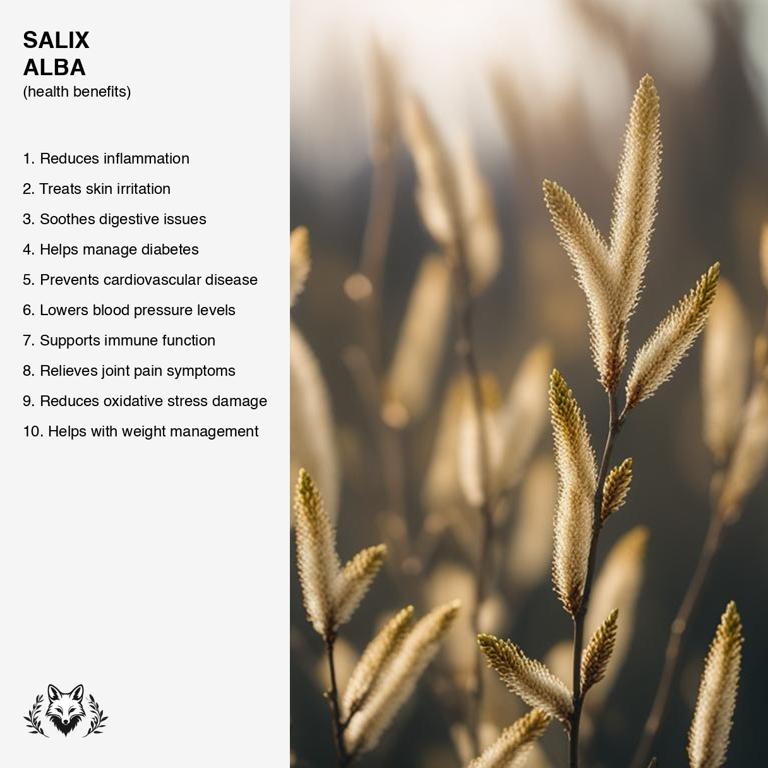 SALIX
ALBA
(health benefits)
1. Reduces inflammation
2. Treats skin irritation
3. Soothes digestive issues
4. Helps manage diabetes
5. Prevents cardiovascular disease
6. Lowers blood pressure levels
7. Supports immune function
8. Relieves joint pain symptoms
9. Reduces oxidative stress damage
10. Helps with weight management